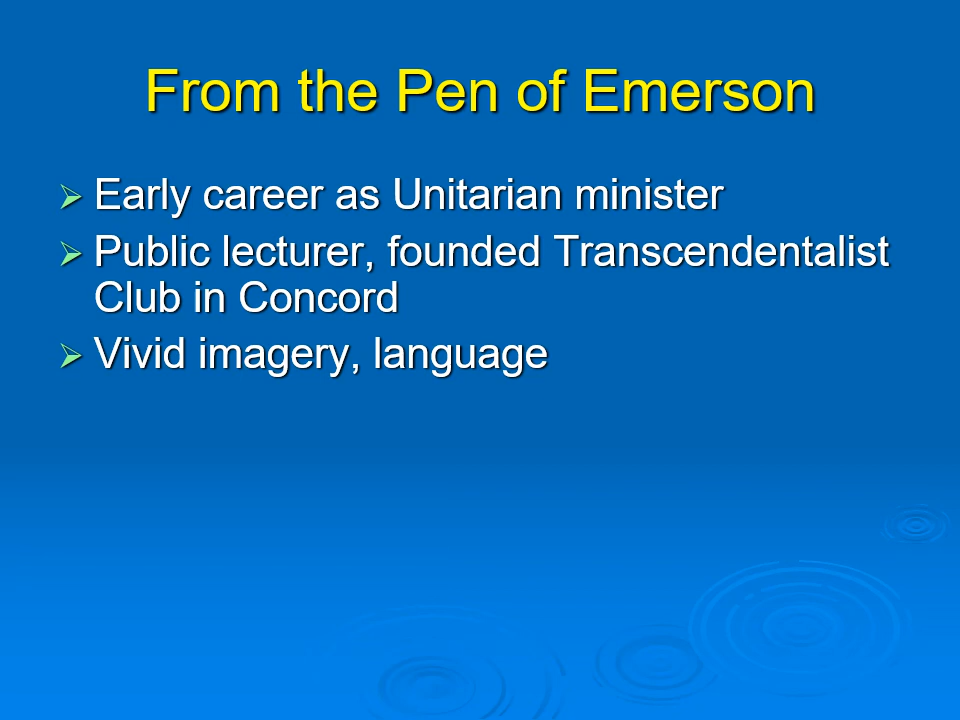 From the Pen of Emerson
Early career as Unitarian minister
Public lecturer, founded Transcendentalist
Club in Concord
Vivid imagery, language